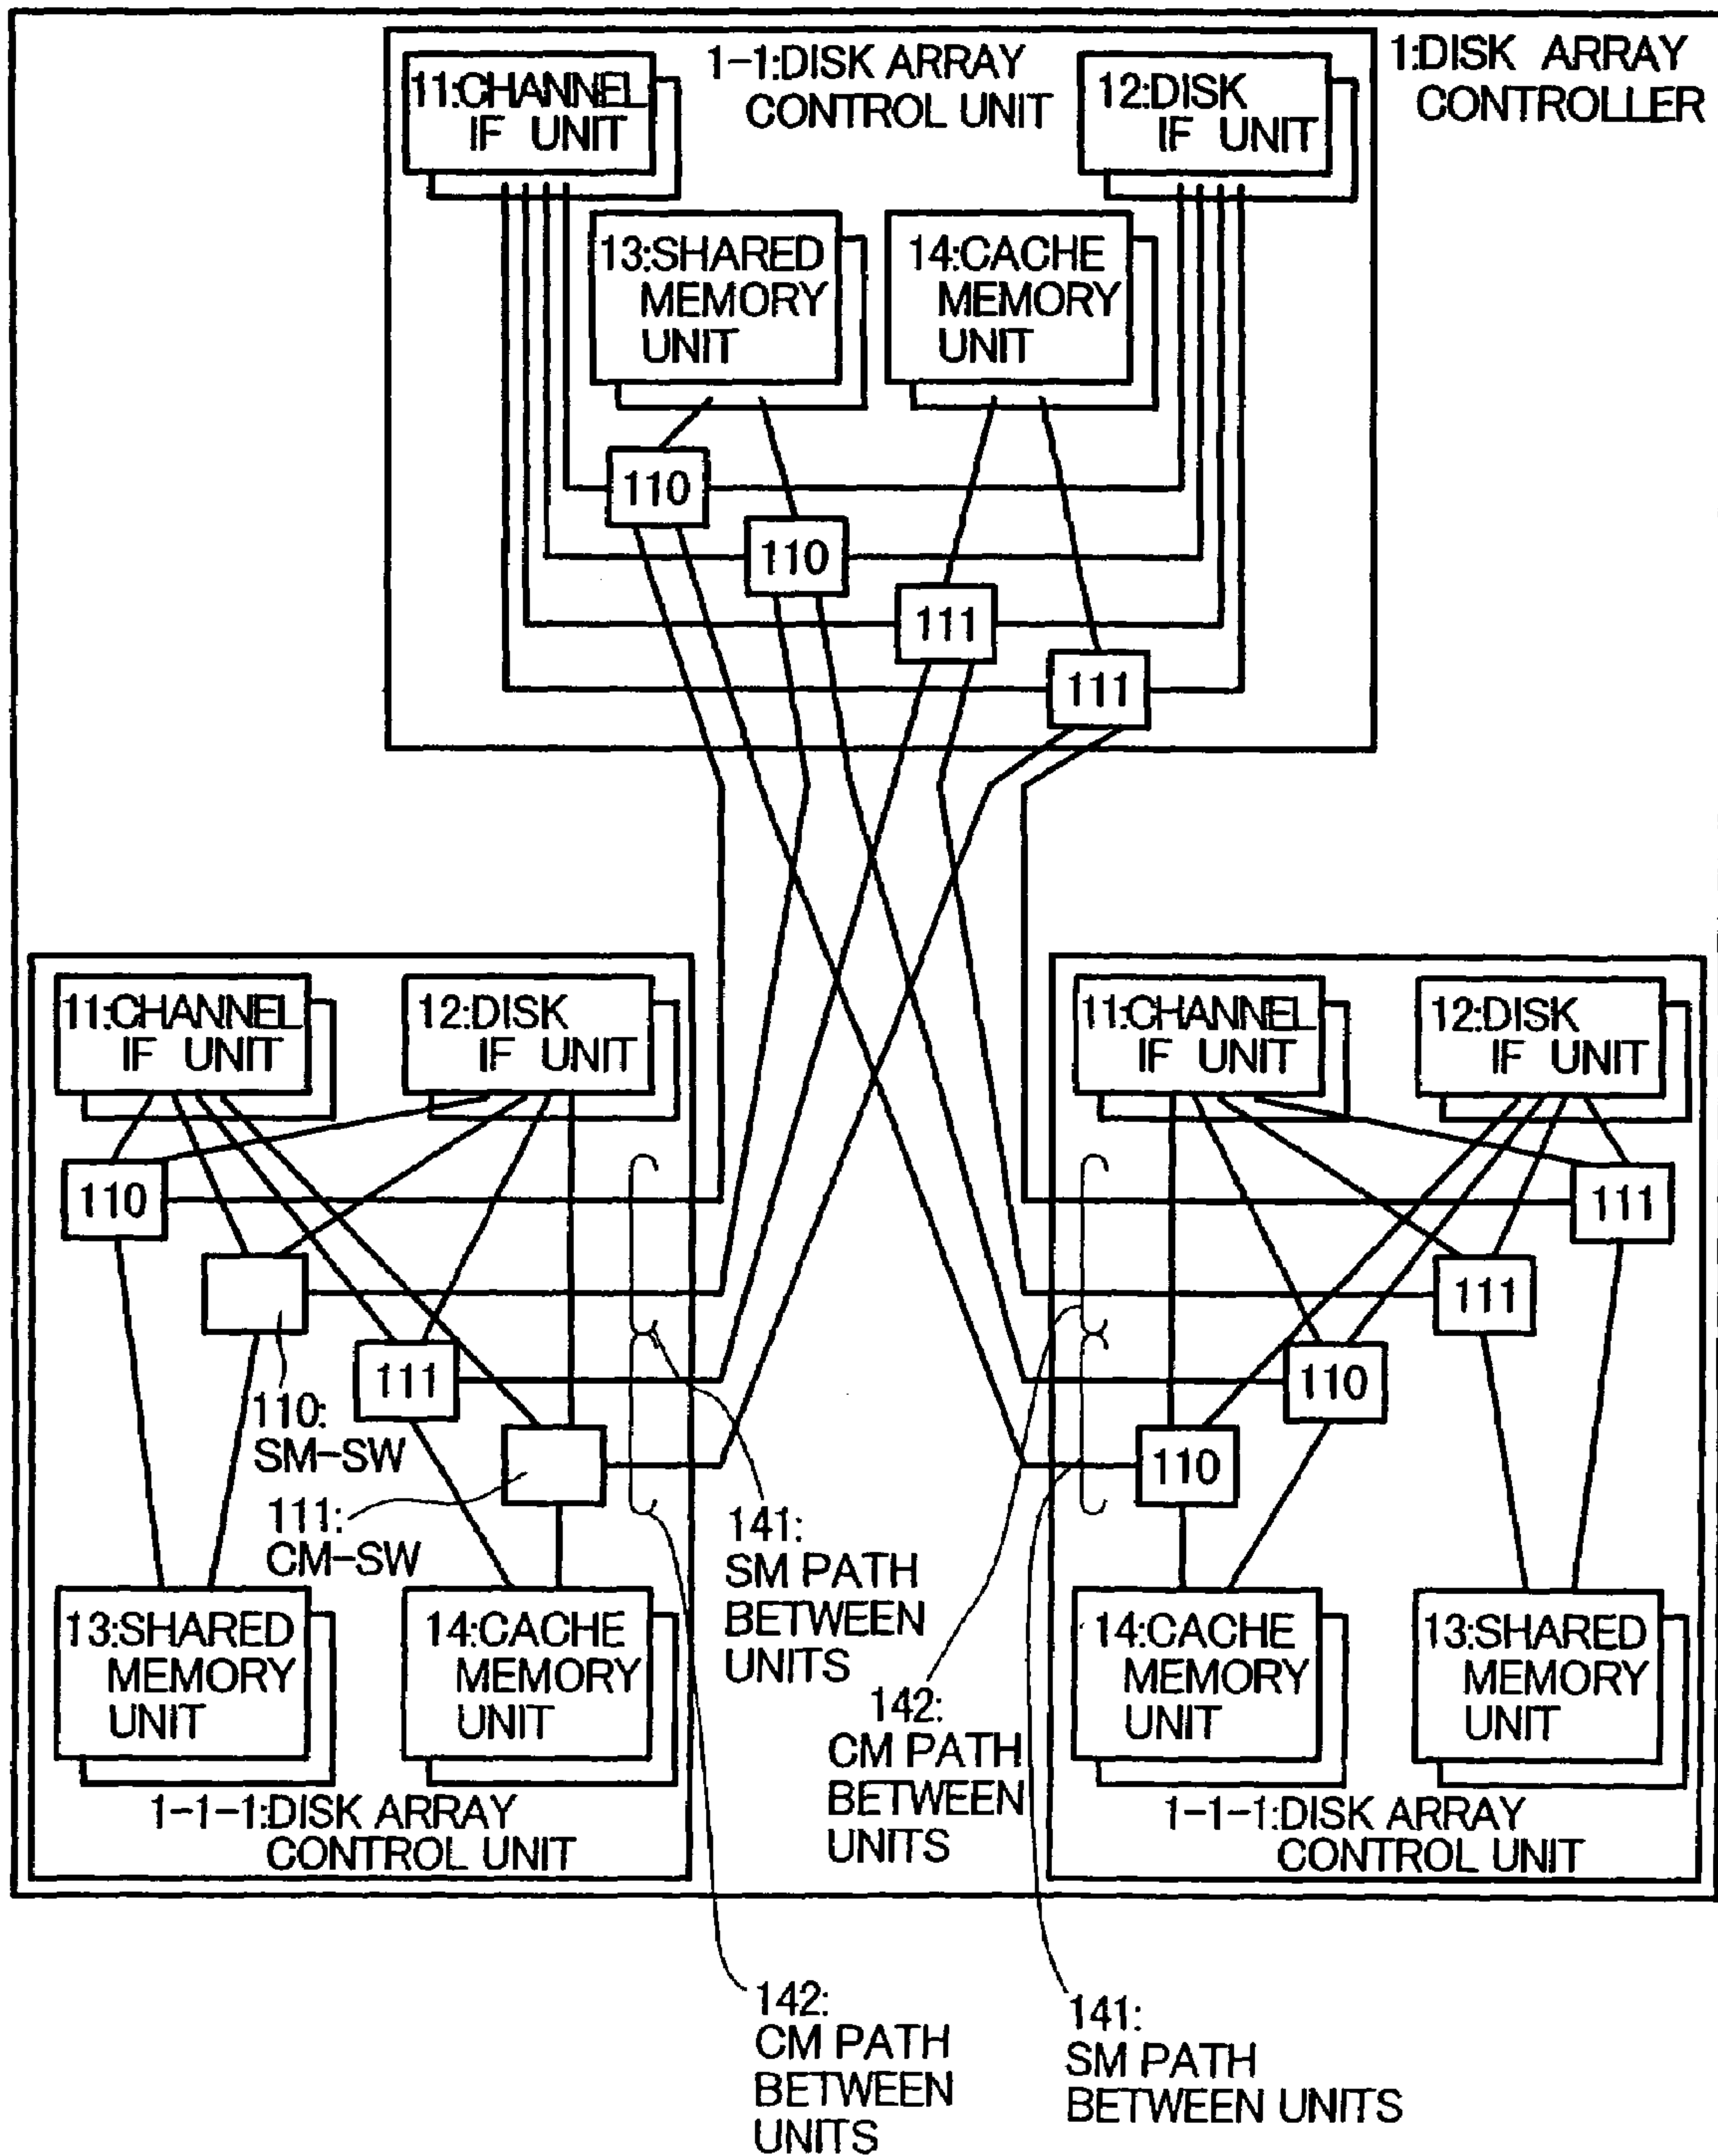 1:DISK ARRAY
CONTROLLER
1-1:DISK ARRAY
CONTROL UNIT
11:CHANNEL
IF UNIT
12:DISK
IF UNIT
13:SHARED
MEMORY
UNIT
14:CACHE
MEMORY
UNIT
110
110
111
111
11:CHANNEL
IF UNIT
12:DISK
IF UNIT
110
111
110:
SM-SW
111:
CM-SW
13:SHARED
MEMORY
UNIT
14:CACHE
MEMORY
UNIT
1-1-1:DISK ARRAY
CONTROL UNIT
141:
SM PATH
BETWEEN
UNITS
142:
CM PATH
BETWEEN
UNITS
11:CHANNEL
IF UNIT
12:DISK
IF UNIT
111
111
110
110
14:CACHE
MEMORY
UNIT
13:SHARED
MEMORY
UNIT
1-1-1:DISK ARRAY
CONTROL UNIT
142:
CM PATH
BETWEEN
UNITS
141:
SM PATH
BETWEEN UNITS